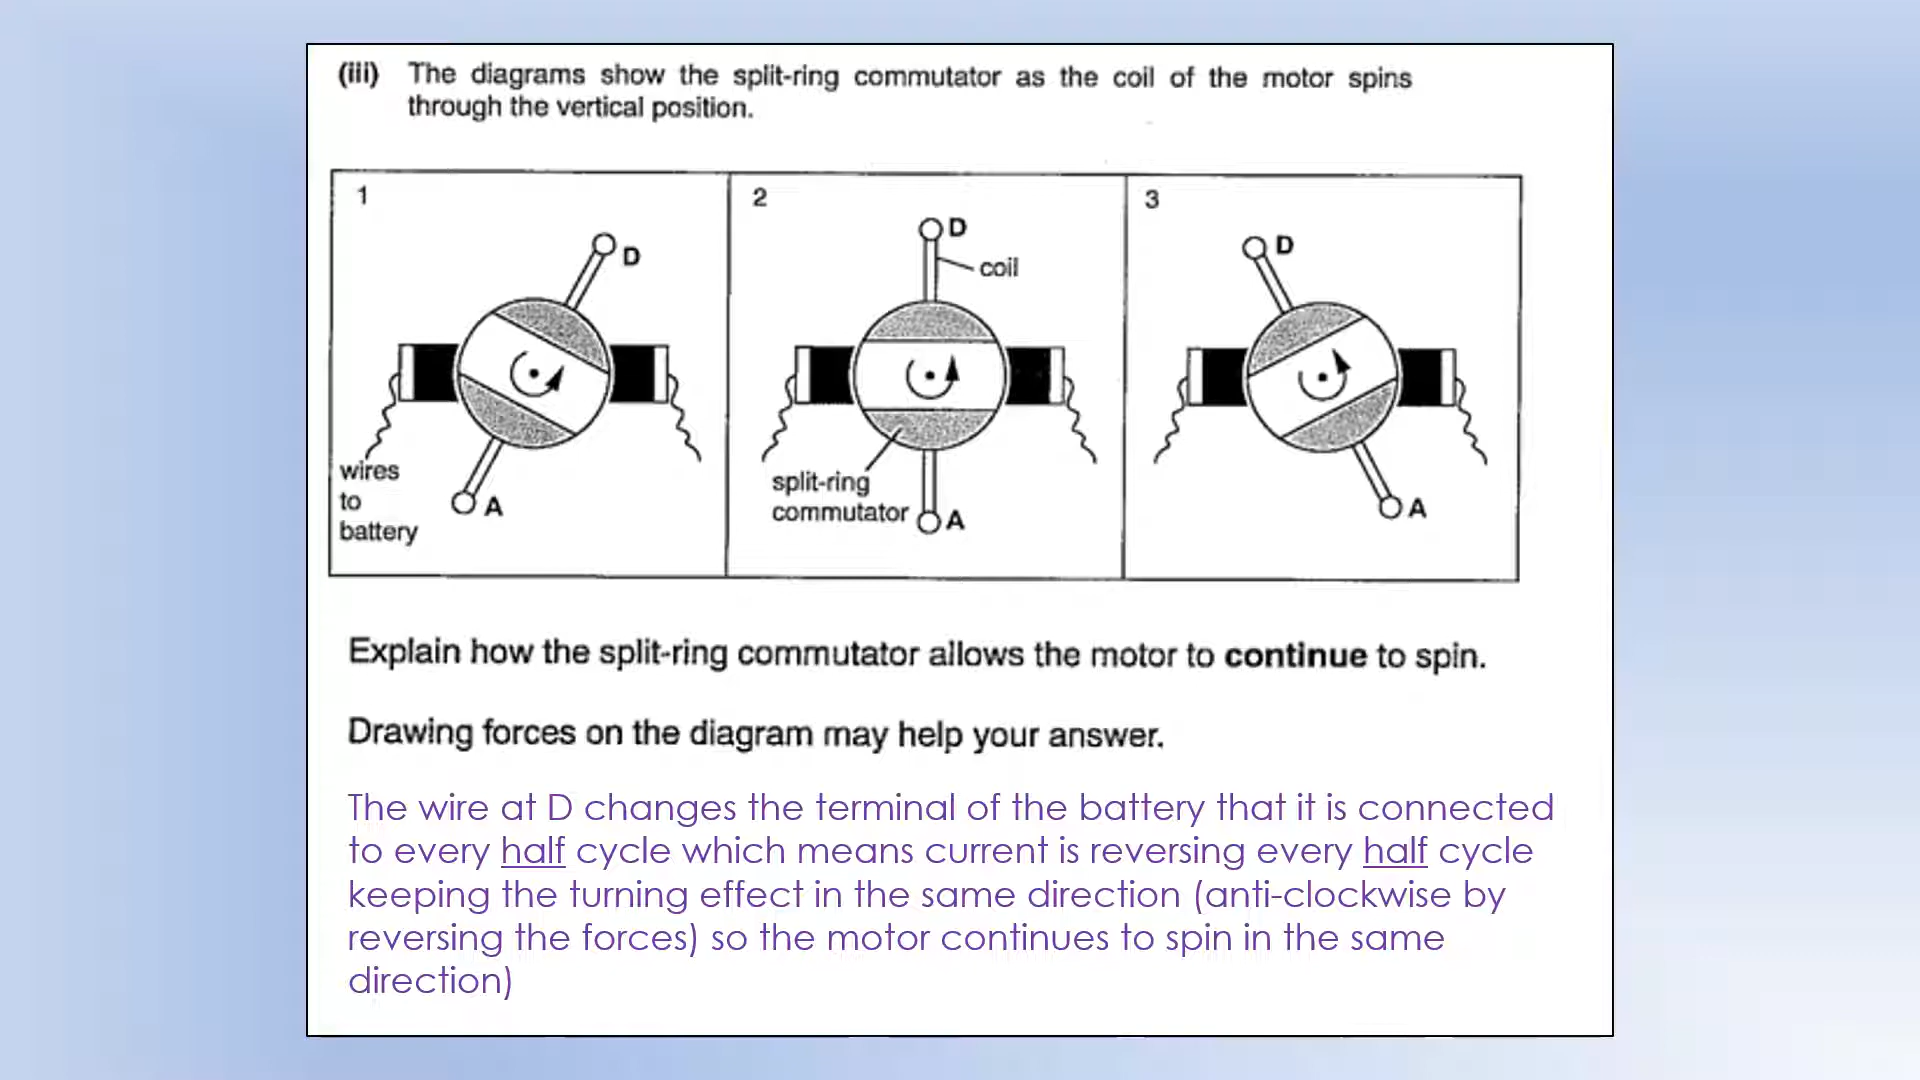 (iii) The diagrams show the split-ring commutator as the coil of the motor spins
through the vertical position.
1
2
3
D
D
D
coil
wires
to
battery
A
split-ring
commutator
A
A
Explain how the split-ring commutator allows the motor to continue to spin.
Drawing forces on the diagram may help your answer.
The wire at D changes the terminal of the battery that it is connected
to every half cycle which means current is reversing every half cycle
keeping the turning effect in the same direction (anti-clockwise by
reversing the forces) so the motor continues to spin in the same
direction)